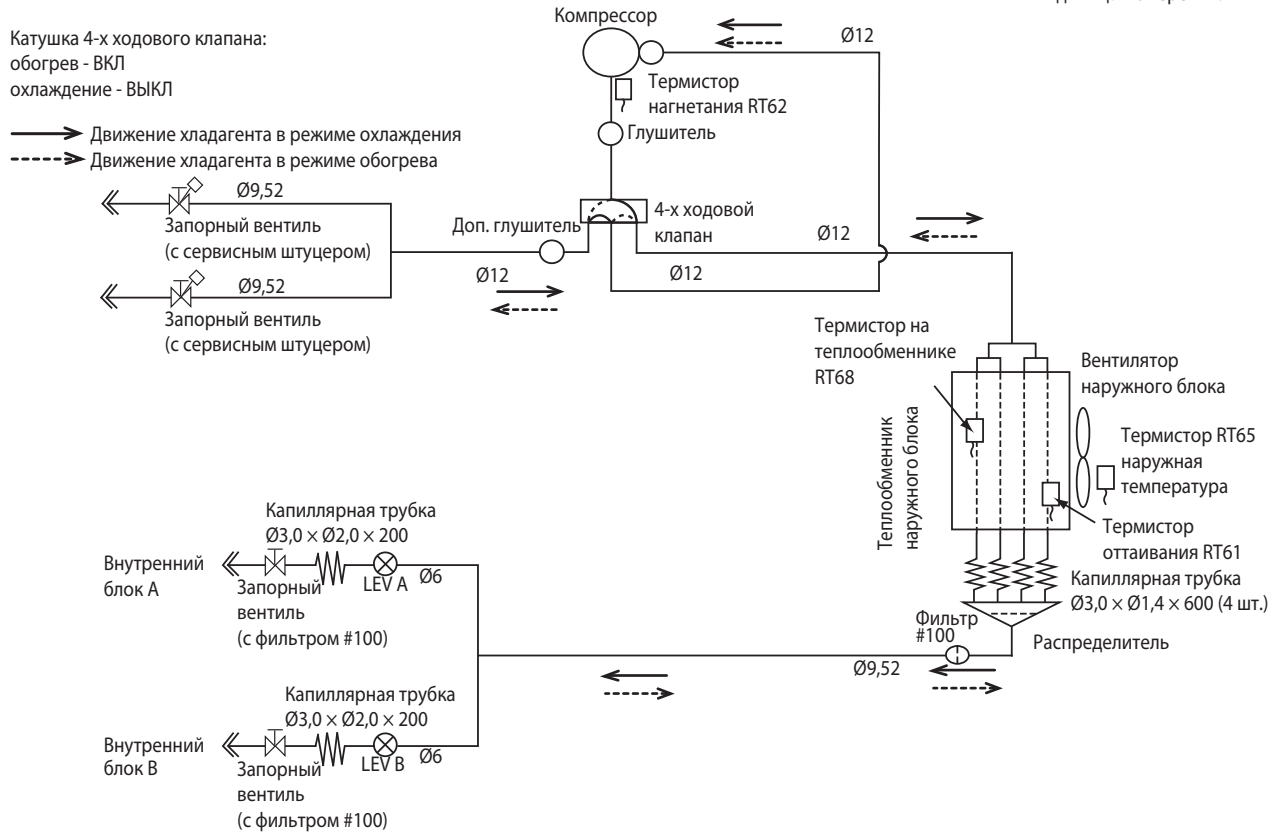 Компрессор
Ø12
Катушка 4-х ходового клапана:
обогрев - ВКЛ
охлаждение - ВЫКЛ
Термистор
нагнетания RT62
Глушитель
Движение хладагента в режиме охлаждения
Движение хладагента в режиме обогрева
Ø9,52
Запорный вентиль
(с сервисным штуцером)
Доп. глушитель
4-х ходовой
клапан
Ø12
Ø12
Ø12
Ø9,52
Запорный вентиль
(с сервисным штуцером)
Термистор на
теплообменнике
RT68
Вентилятор
наружного блока
Теплообменник
наружного блока
Термистор RT65
наружная
температура
Термистор
оттаивания RT61
Капиллярная трубка
Ø3,0 × Ø1,4 × 600 (4 шт.)
Распределитель
Фильтр
#100
Ø9,52
Капиллярная трубка
Ø3,0 × Ø2,0 × 200
Внутренний
блок A
LEV A
Ø6
Запорный
вентиль
(с фильтром #100)
Капиллярная трубка
Ø3,0 × Ø2,0 × 200
Внутренний
блок B
LEV B
Ø6
Запорный
вентиль
(с фильтром #100)